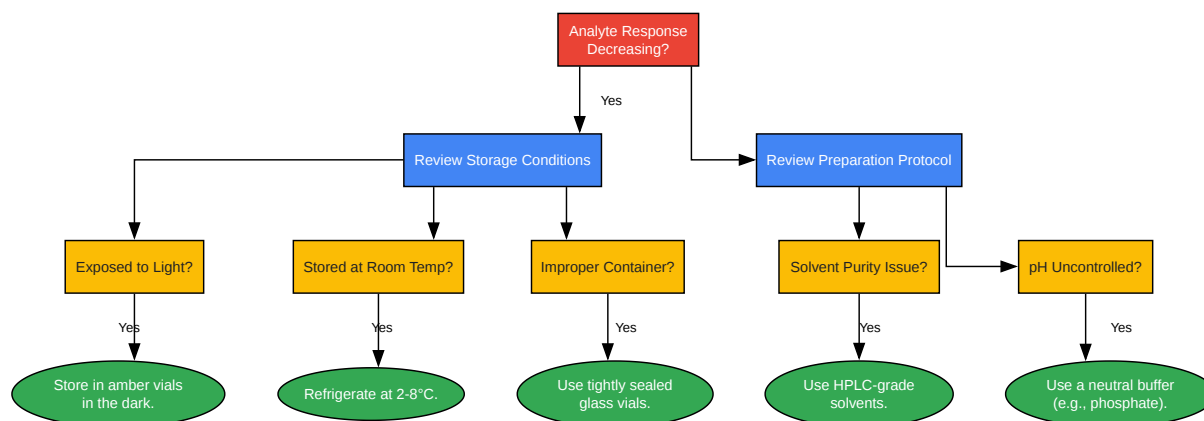 Analyte Response
Decreasing?
Yes
Review Storage Conditions
Review Preparation Protocol
Exposed to Light?
Stored at Room Temp?
Improper Container?
Solvent Purity Issue?
pH Uncontrolled?
Yes
Yes
Yes
Yes
Yes
Store in amber vials
in the dark.
Refrigerate at 2-8°C.
Use tightly sealed
glass vials.
Use HPLC-grade
solvents.
Use a neutral buffer
(e.g., phosphate).